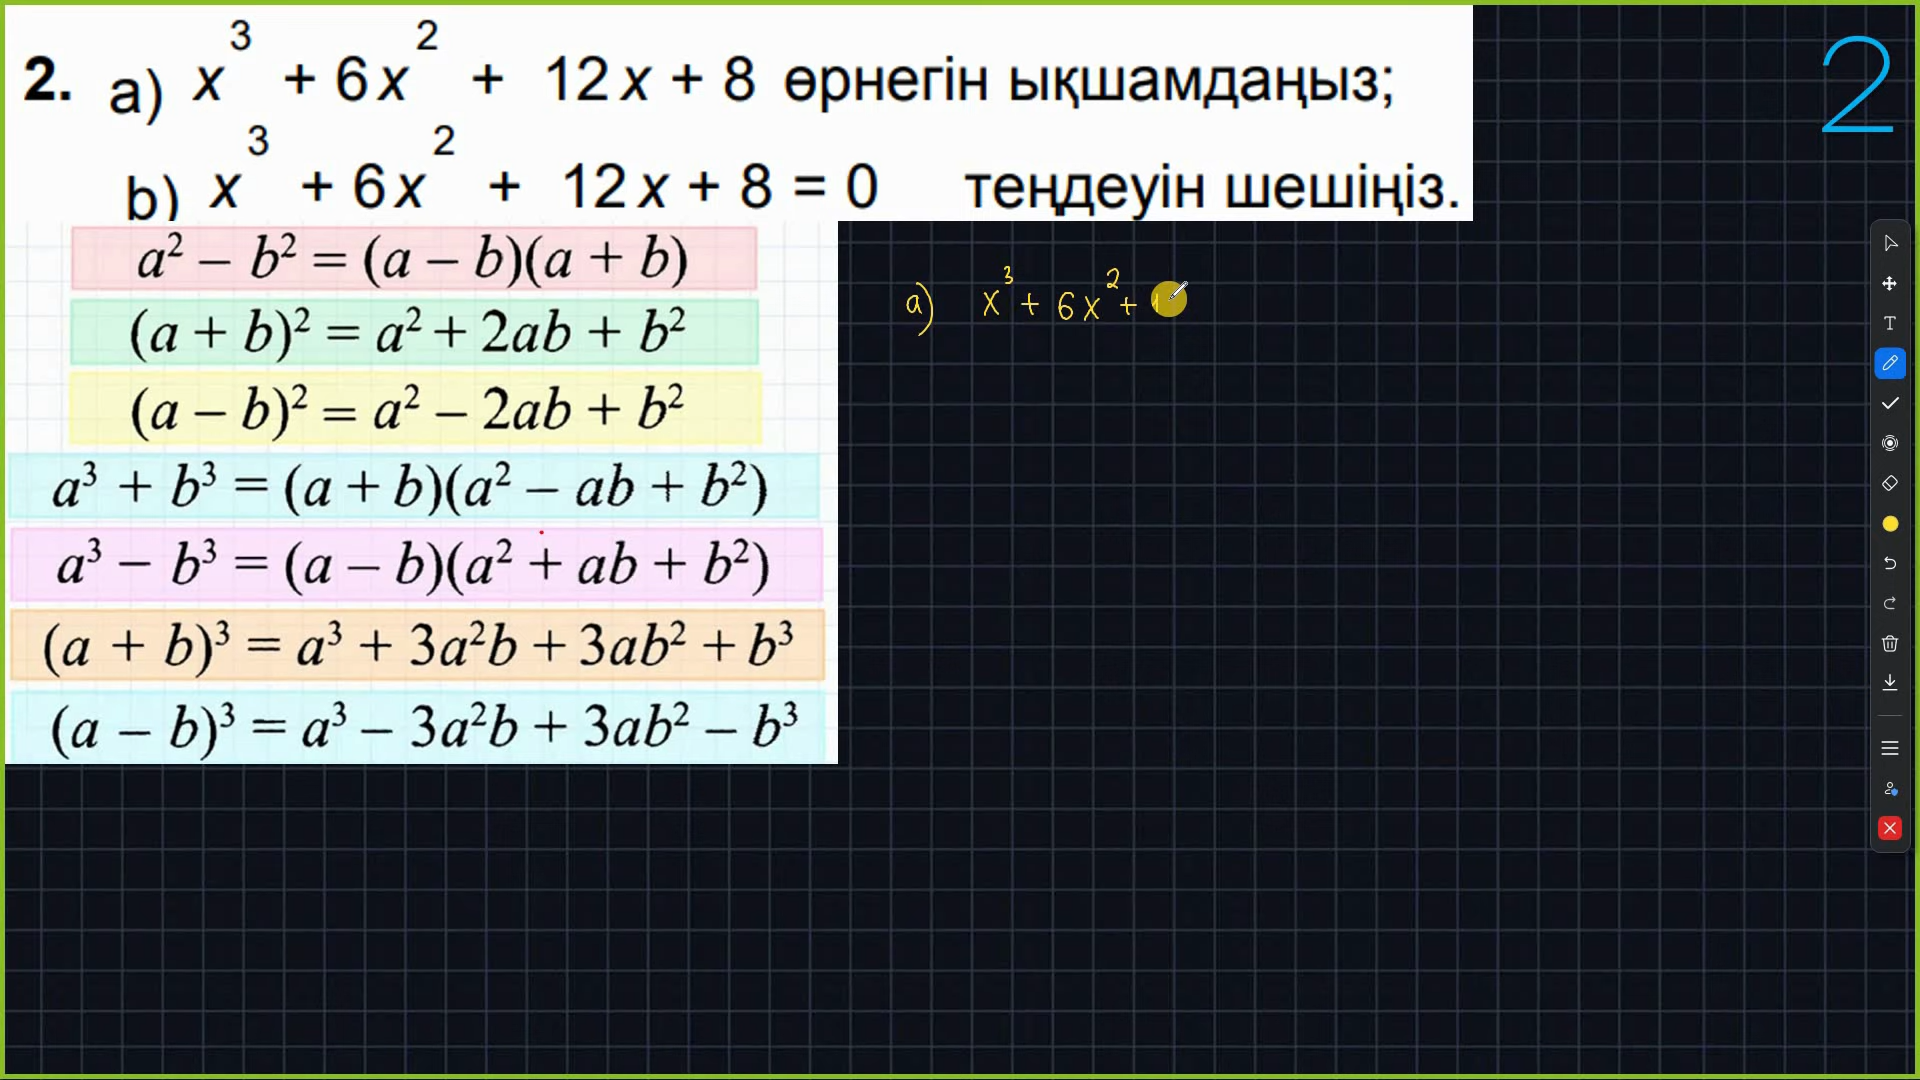 2. a) x³ + 6x² + 12x + 8 өрнегін ықшамдаңыз;
b) x³ + 6x² + 12x + 8 = 0 теңдеуін шешіңіз.
2
a² – b² = (a – b)(a + b)
(a + b)² = a² + 2ab + b²
(a – b)² = a² – 2ab + b²
a³ + b³ = (a + b)(a² – ab + b²)
a³ – b³ = (a – b)(a² + ab + b²)
(a + b)³ = a³ + 3a²b + 3ab² + b³
(a – b)³ = a³ – 3a²b + 3ab² – b³
a) x³ + 6x² + 1
T